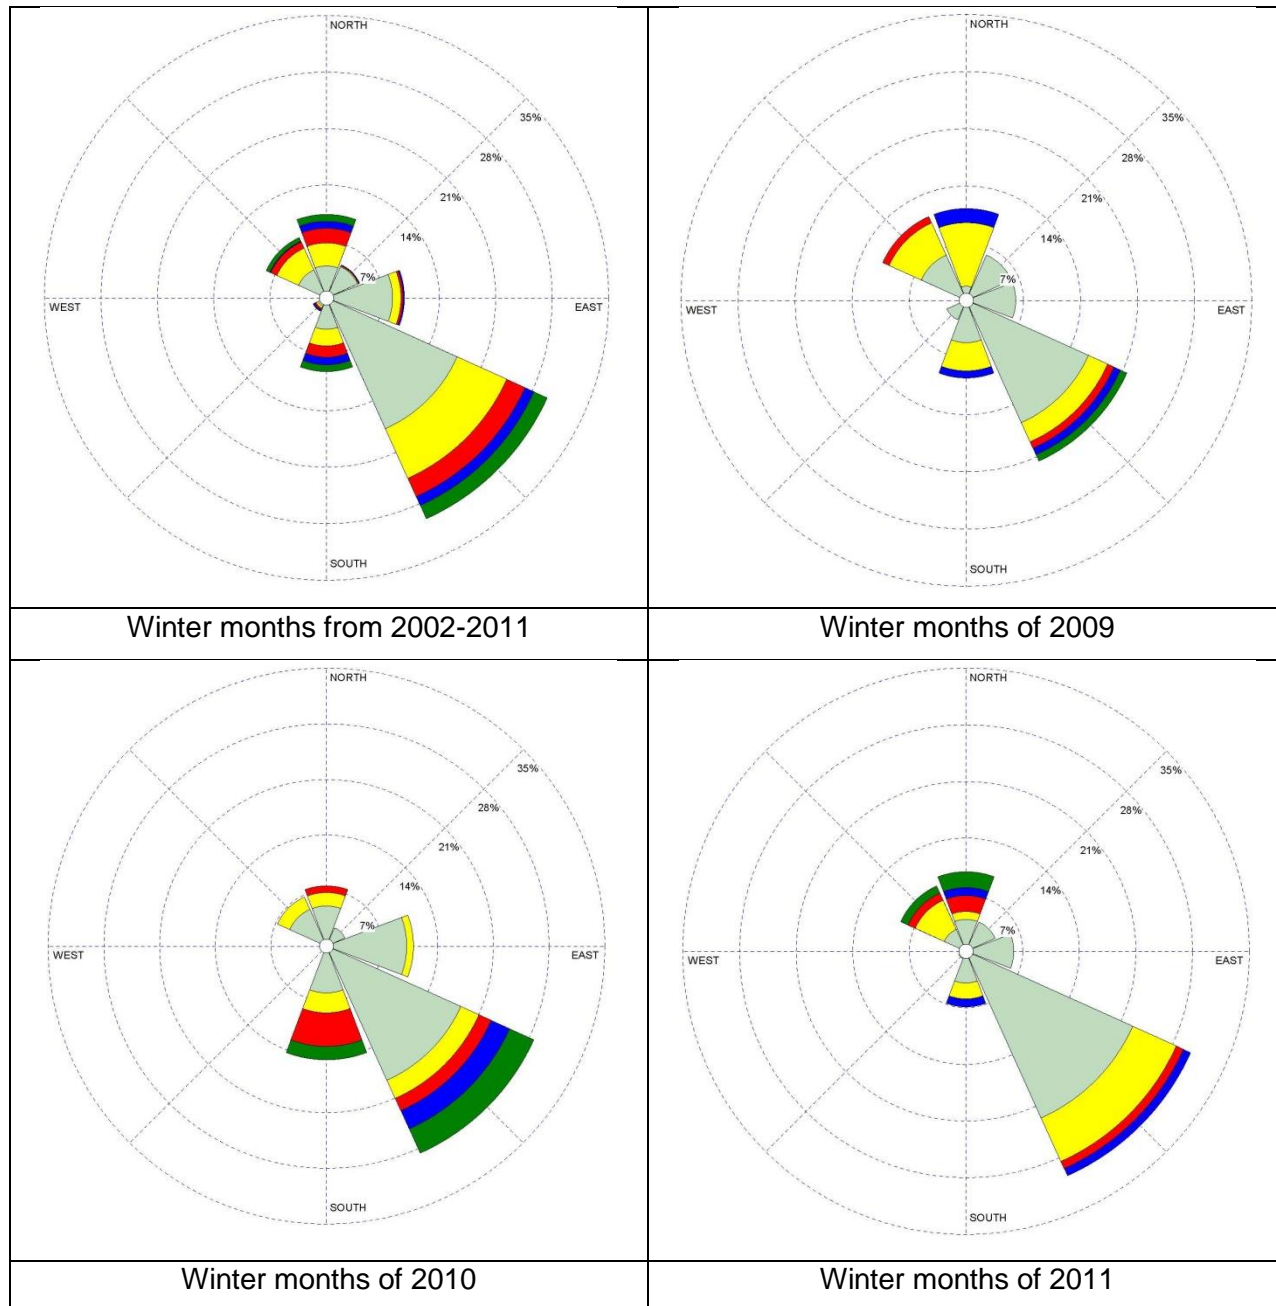 NORTH
35%
28%
21%
14%
7%
WEST
EAST
SOUTH
Winter months from 2002-2011
NORTH
35%
28%
21%
14%
7%
WEST
EAST
SOUTH
Winter months of 2009
NORTH
35%
28%
21%
14%
7%
WEST
EAST
SOUTH
Winter months of 2010
NORTH
35%
28%
21%
14%
7%
WEST
EAST
SOUTH
Winter months of 2011